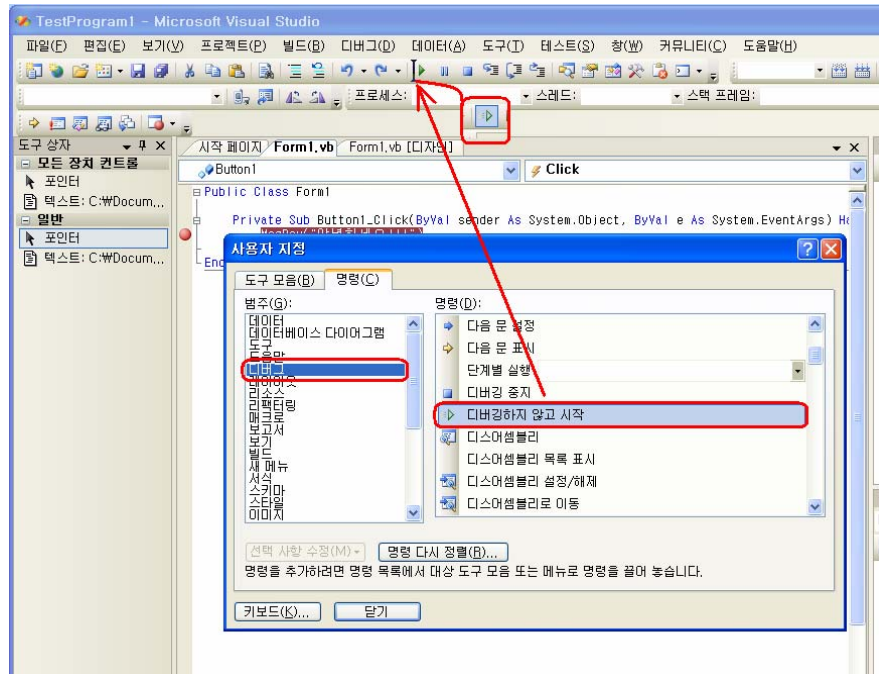 TestProgram1 - Microsoft Visual Studio
파일(F) 편집(E) 보기(V) 프로젝트(P) 빌드(B) 디버그(D) 데이터(A) 도구(T) 테스트(S) 창(W) 커뮤니티(C) 도움말(H)
프로세스: 스레드: 스택 프레임:
도구 상자
시작 페이지 Form1.vb Form1.vb [디자인]
모든 장치 컨트롤
포인터
텍스트: C:₩Docum...
일반
포인터
텍스트: C:₩Docum...
Button1 Click
Public Class Form1
Private Sub Button1_Click(ByVal sender As System.Object, ByVal e As System.EventArgs)
사용자 지정
도구 모음(B) 명령(C)
범주(G):
데이터
데이터베이스 다이어그램
도구
도움말
디버그
레이아웃
리소스
리팩터링
매크로
보고서
보기
빌드
새 메뉴
서식
스키마
스타일
이미지
명령(D):
다음 문 설정
다음 문 표시
단계별 실행
디버깅 중지
디버깅하지 않고 시작
디스어셈블리
디스어셈블리 목록 표시
디스어셈블리 설정/해제
디스어셈블리로 이동
선택 사항 수정(M) 명령 다시 정렬(R)...
명령을 추가하려면 명령 목록에서 대상 도구 모음 또는 메뉴로 명령을 끌어 놓습니다.
키보드(K)... 닫기